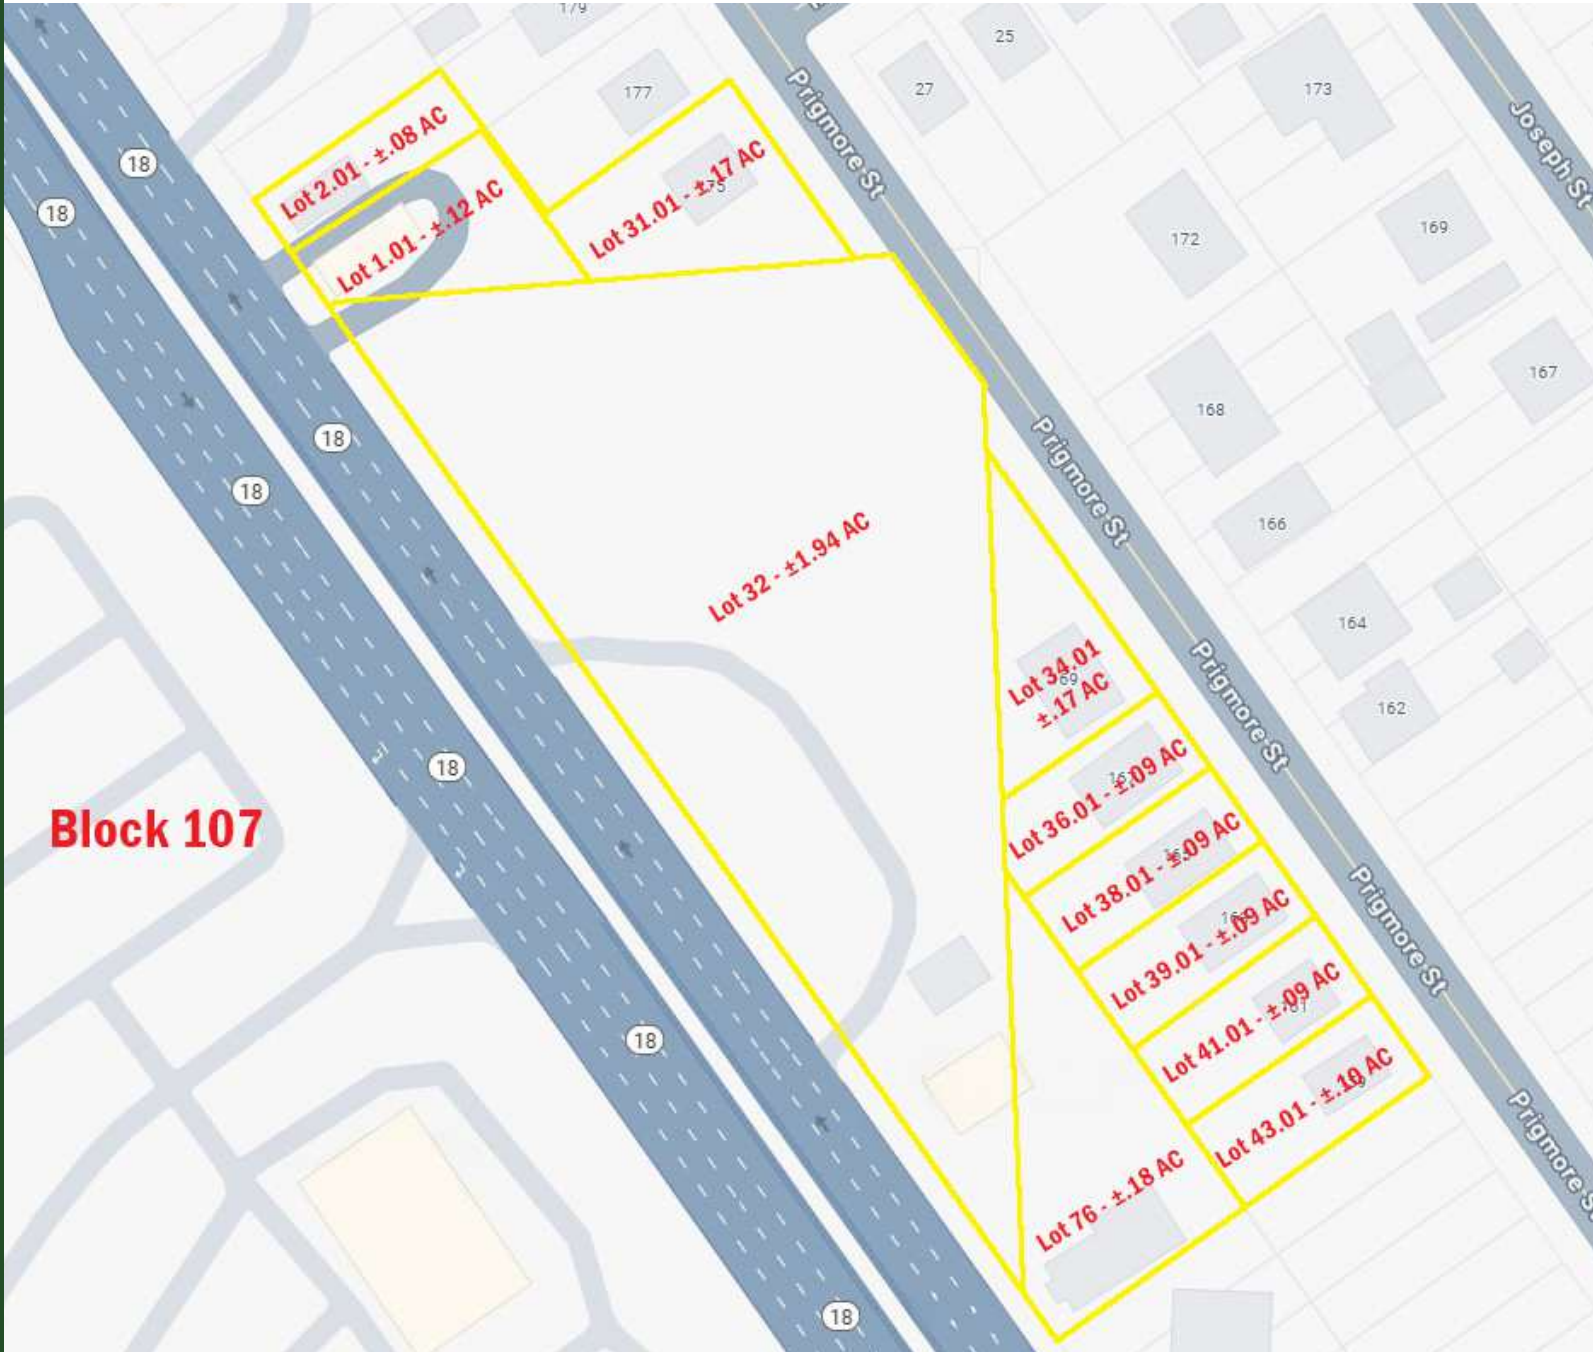 179
25
177
27
173
Prigmore St
Joseph St
18
18
Lot 2.01 - ±.08 AC
Lot 1.01 - ±.12 AC
Lot 31.01 - ±.17 AC
172
169
18
18
168
167
Prigmore St
Lot 32 - ±1.94 AC
166
164
Lot 34.01
±.17 AC
69
162
Prigmore St
18
Block 107
Lot 36.01 - ±.09 AC
Lot 38.01 - ±.09 AC
Lot 39.01 - ±.09 AC
Prigmore St
Lot 41.01 - ±.09 AC
18
Lot 43.01 - ±.10 AC
Prigmore St
Lot 76 - ±.18 AC
18